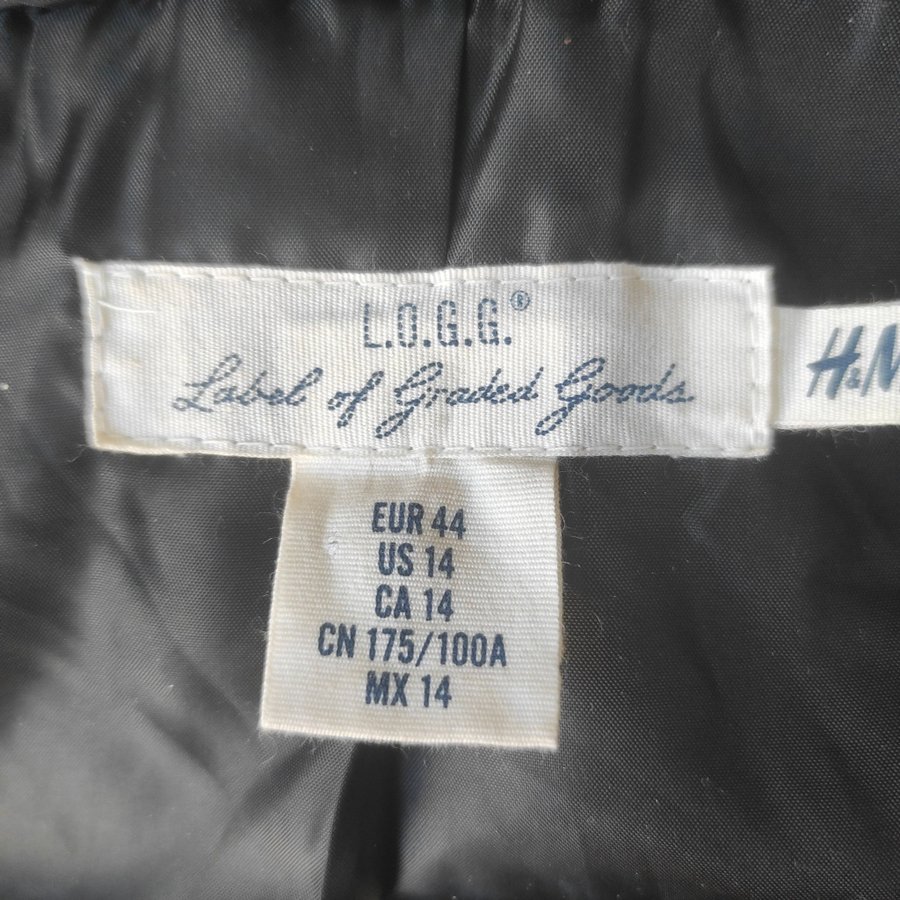 L.O.G.G.®
Label of Graded Goods
H&M
EUR 44
US 14
CA 14
CN 175/100A
MX 14